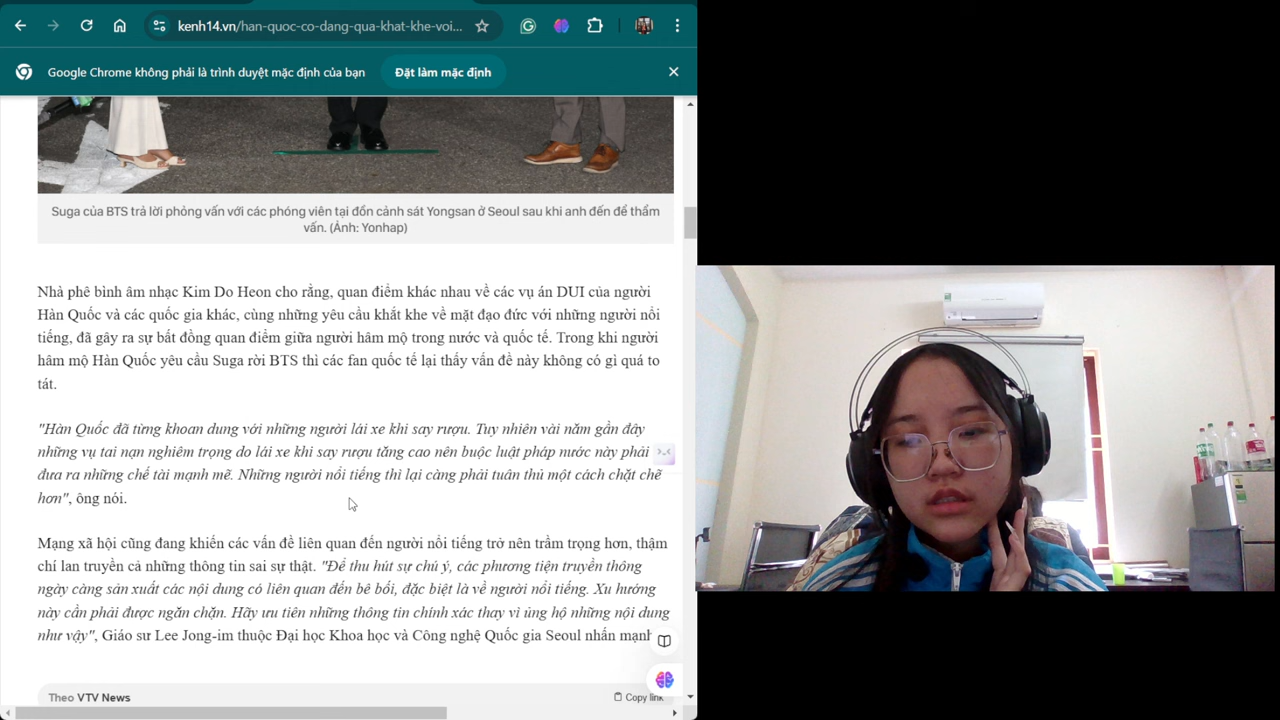 kenh14.vn/han-quoc-co-dang-qua-khat-khe-voi...
Google Chrome không phải là trình duyệt mặc định của bạn
Đặt làm mặc định
Suga của BTS trả lời phỏng vấn với các phóng viên tại đồn cảnh sát Yongsan ở Seoul sau khi anh đến để thẩm
vấn. (Ảnh: Yonhap)
Nhà phê bình âm nhạc Kim Do Heon cho rằng, quan điểm khác nhau về các vụ án DUI của người
Hàn Quốc và các quốc gia khác, cùng những yêu cầu khắt khe về mặt đạo đức với những người nổi
tiếng, đã gây ra sự bất đồng quan điểm giữa người hâm mộ trong nước và quốc tế. Trong khi người
hâm mộ Hàn Quốc yêu cầu Suga rời BTS thì các fan quốc tế lại thấy vấn đề này không có gì quá to
tát.
"Hàn Quốc đã từng khoan dung với những người lái xe khi say rượu. Tuy nhiên vài năm gần đây
những vụ tai nạn nghiêm trọng do lái xe khi say rượu tăng cao nên buộc luật pháp nước này phải
đưa ra những chế tài mạnh mẽ. Những người nổi tiếng thì lại càng phải tuân thủ một cách chặt chẽ
hơn", ông nói.
Mạng xã hội cũng đang khiến các vấn đề liên quan đến người nổi tiếng trở nên trầm trọng hơn, thậm
chí lan truyền cả những thông tin sai sự thật. "Để thu hút sự chú ý, các phương tiện truyền thông
ngày càng sản xuất các nội dung có liên quan đến bê bối, đặc biệt là về người nổi tiếng. Xu hướng
này cần phải được ngăn chặn. Hãy ưu tiên những thông tin chính xác thay vì ủng hộ những nội dung
như vậy", Giáo sư Lee Jong-im thuộc Đại học Khoa học và Công nghệ Quốc gia Seoul nhấn mạnh
Theo VTV News
Copy link